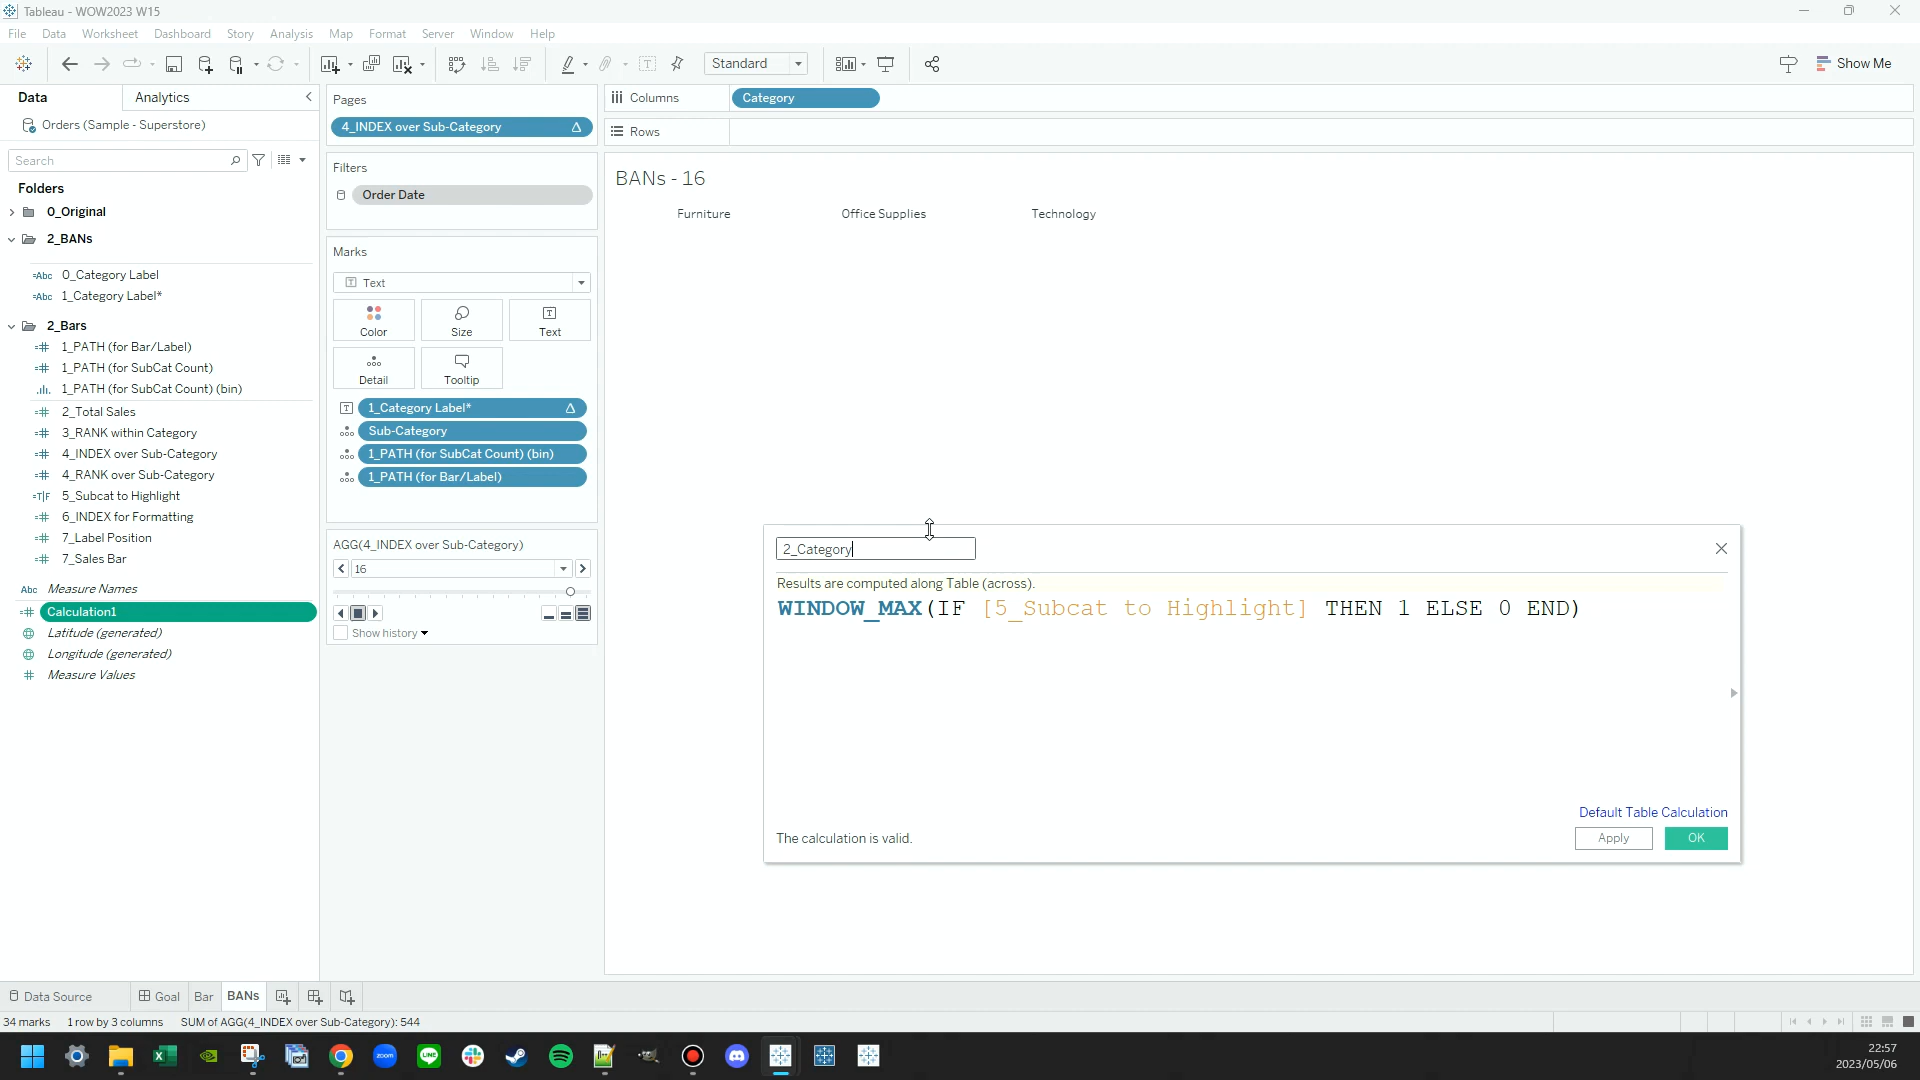 Tableau - WOW2023 W15
File Data Worksheet Dashboard Story Analysis Map Format Server Window Help
Standard
Show Me
Data Analytics
Orders (Sample - Superstore)
Search
Folders
0_Original
2_BANs
=Abc 0_Category Label
=Abc 1_Category Label*
2_Bars
1_PATH (for Bar/Label)
1_PATH (for SubCat Count)
1_PATH (for SubCat Count) (bin)
2_Total Sales
3_RANK within Category
4_INDEX over Sub-Category
4_RANK over Sub-Category
=T|F 5_Subcat to Highlight
6_INDEX for Formatting
7_Label Position
7_Sales Bar
Abc Measure Names
Calculation1
Latitude (generated)
Longitude (generated)
Measure Values
Pages
4_INDEX over Sub-Category
Filters
Order Date
Marks
Text
Color Size Text
Detail Tooltip
1_Category Label*
Sub-Category
1_PATH (for SubCat Count) (bin)
1_PATH (for Bar/Label)
AGG(4_INDEX over Sub-Category)
16
Show history
Columns Category
Rows
BANs - 16
Furniture Office Supplies Technology
2_Category
Results are computed along Table (across).
WINDOW_MAX(IF [5_Subcat to Highlight] THEN 1 ELSE 0 END)
Default Table Calculation
The calculation is valid.
Apply OK
Data Source Goal Bar BANs
34 marks 1 row by 3 columns SUM of AGG(4_INDEX over Sub-Category): 544
zoom
LINE
22:57
2023/05/06